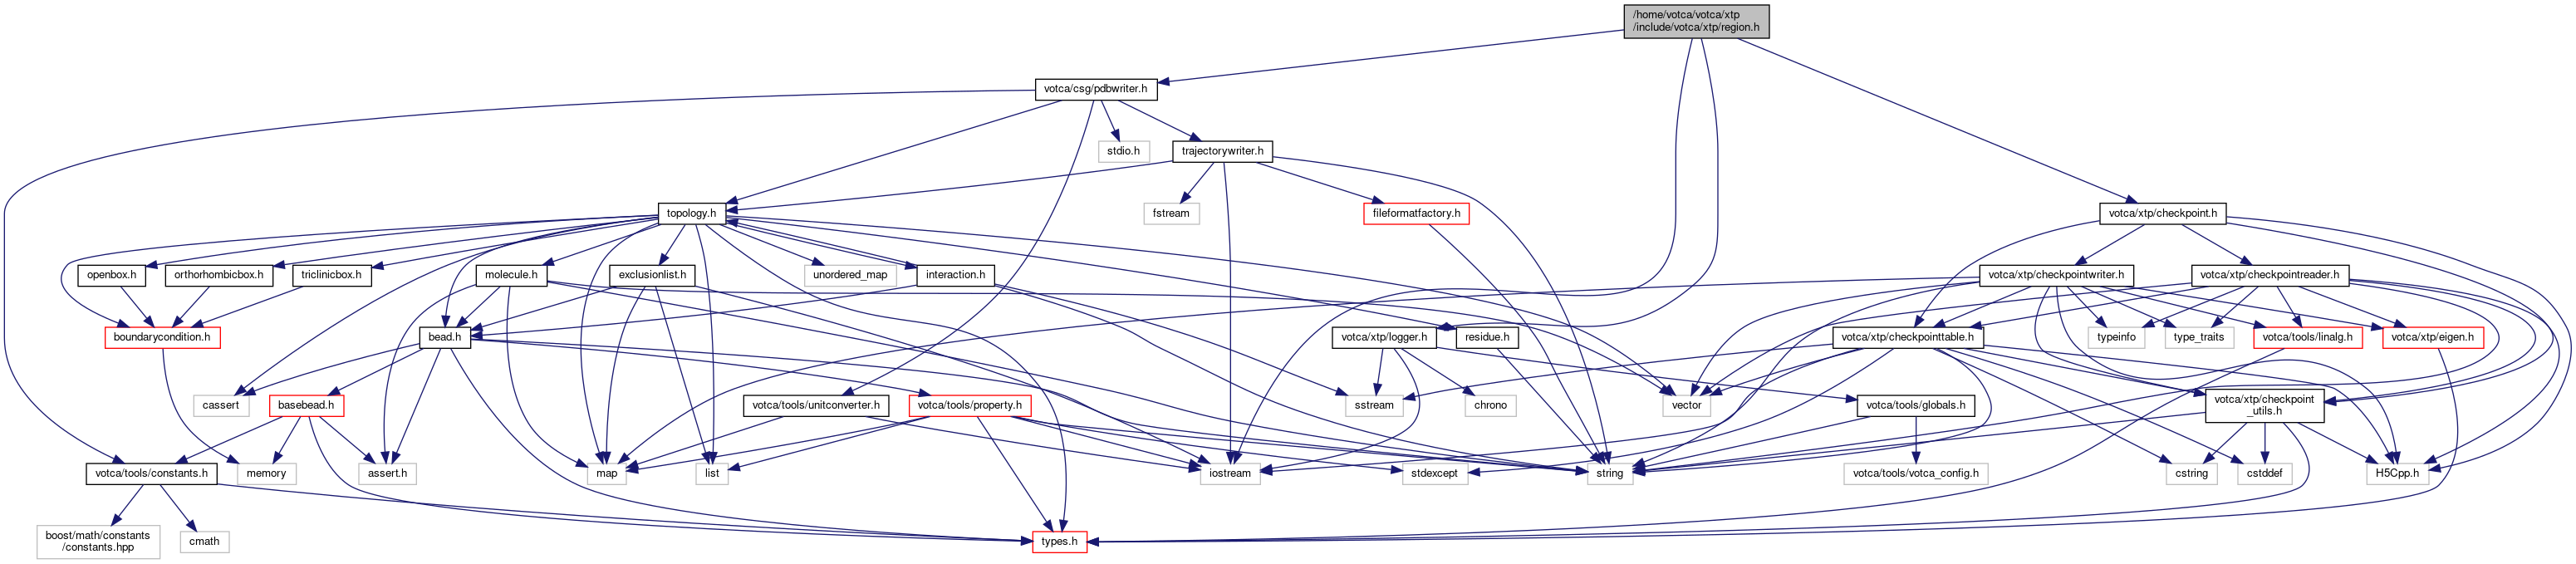 /home/votca/votca/xtp
/include/votca/xtp/region.h
votca/csg/pdbwriter.h
stdio.h
trajectorywriter.h
topology.h
fstream
fileformatfactory.h
votca/xtp/checkpoint.h
openbox.h
orthorhombicbox.h
triclinicbox.h
molecule.h
exclusionlist.h
unordered_map
interaction.h
votca/xtp/checkpointwriter.h
votca/xtp/checkpointreader.h
boundarycondition.h
bead.h
votca/xtp/logger.h
residue.h
votca/xtp/checkpointtable.h
typeinfo
type_traits
votca/tools/linalg.h
votca/xtp/eigen.h
cassert
basebead.h
votca/tools/unitconverter.h
votca/tools/property.h
sstream
chrono
vector
votca/tools/globals.h
votca/xtp/checkpoint
_utils.h
votca/tools/constants.h
memory
assert.h
map
list
iostream
stdexcept
string
votca/tools/votca_config.h
cstring
cstddef
H5Cpp.h
boost/math/constants
/constants.hpp
cmath
types.h